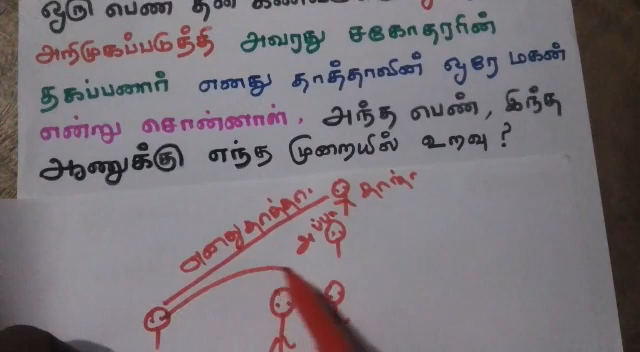 ஒரு பெண் தன்
அறிமுகப்படுத்தி அவரது சகோதரரின்
தகப்பனார் எனது தாத்தாவின் ஒரே மகன்
என்று சொன்னாள். அந்த பெண், இந்த
ஆணுக்கு எந்த முறையில் உறவு?
எனது தாத்தா
தாத்தா
அப்பா